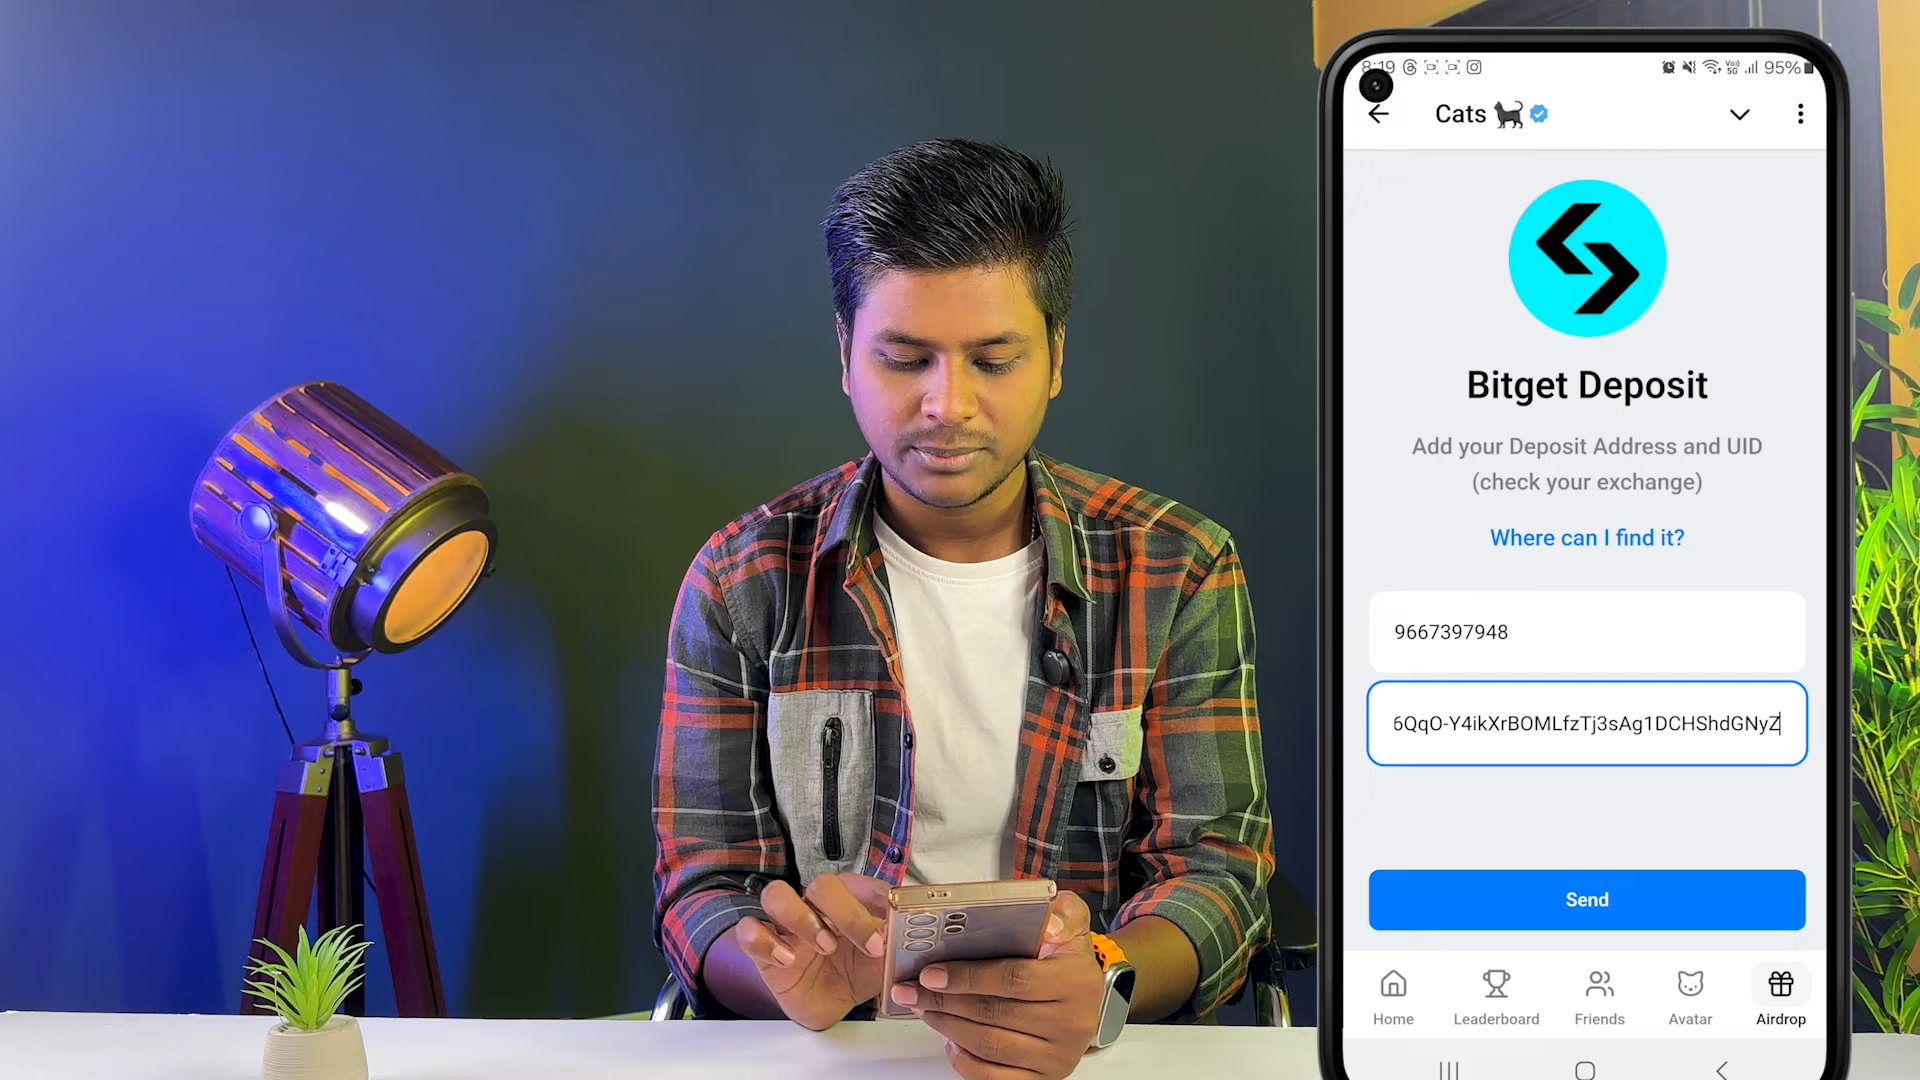 8:19
95%
Cats
Bitget Deposit
Add your Deposit Address and UID
(check your exchange)
Where can I find it?
9667397948
6QqO-Y4ikXrBOMLfzTj3sAg1DCHShdGNyZ
Send
Home
Leaderboard
Friends
Avatar
Airdrop